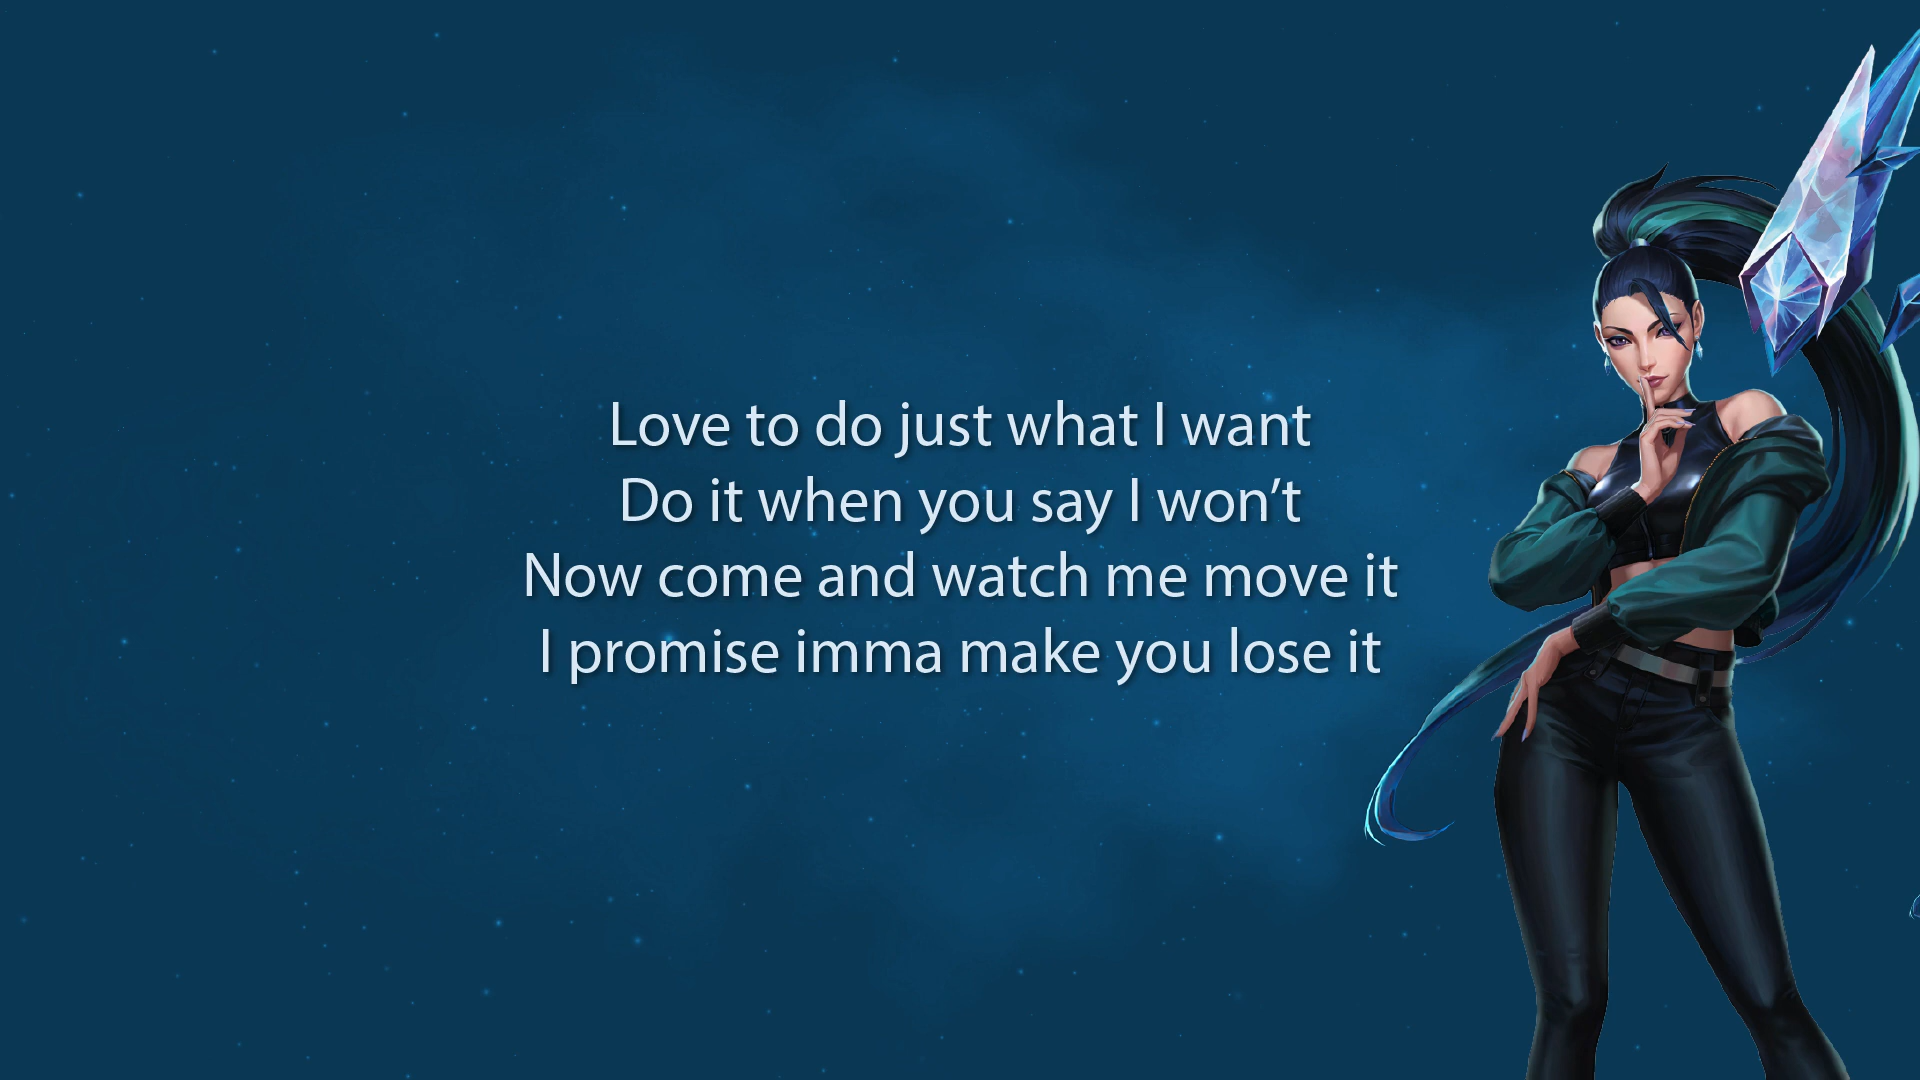 Love to do just what I want
Do it when you say I won’t
Now come and watch me move it
I promise imma make you lose it